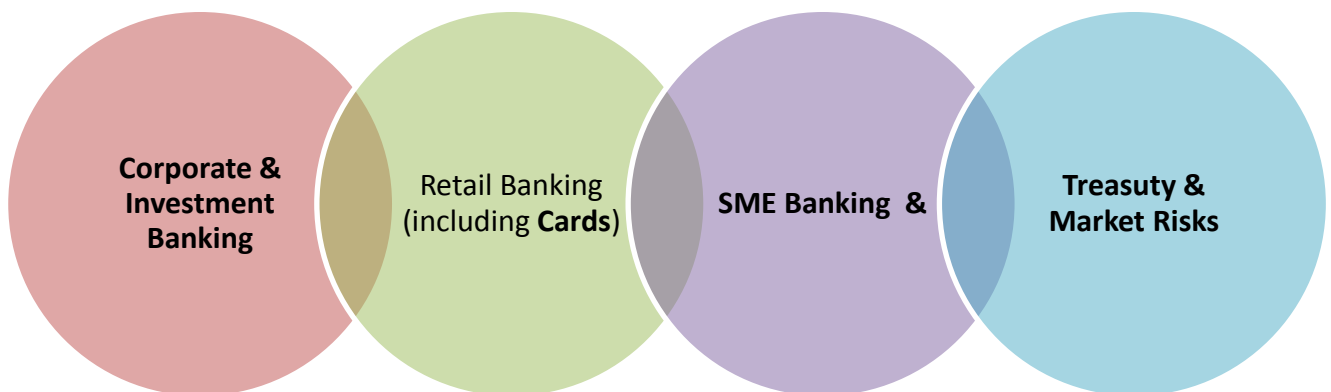 Corporate &
Investment
Banking
Retail Banking
(including Cards)
SME Banking  &
Treasuty &
Market Risks